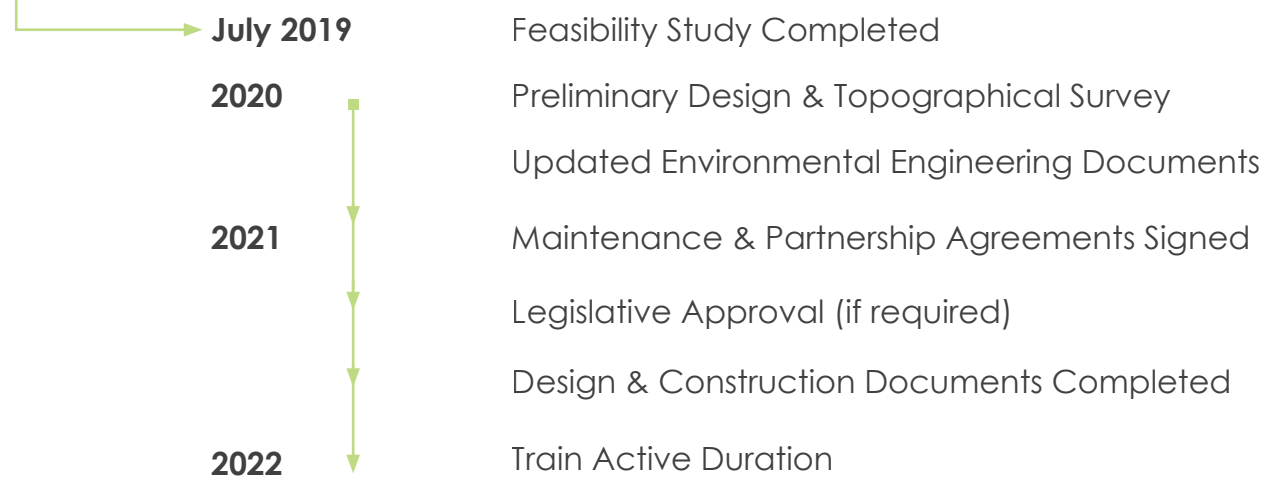 July 2019 Feasibility Study Completed
2020 Preliminary Design & Topographical Survey
Updated Environmental Engineering Documents
2021 Maintenance & Partnership Agreements Signed
Legislative Approval (if required)
Design & Construction Documents Completed
2022 Train Active Duration